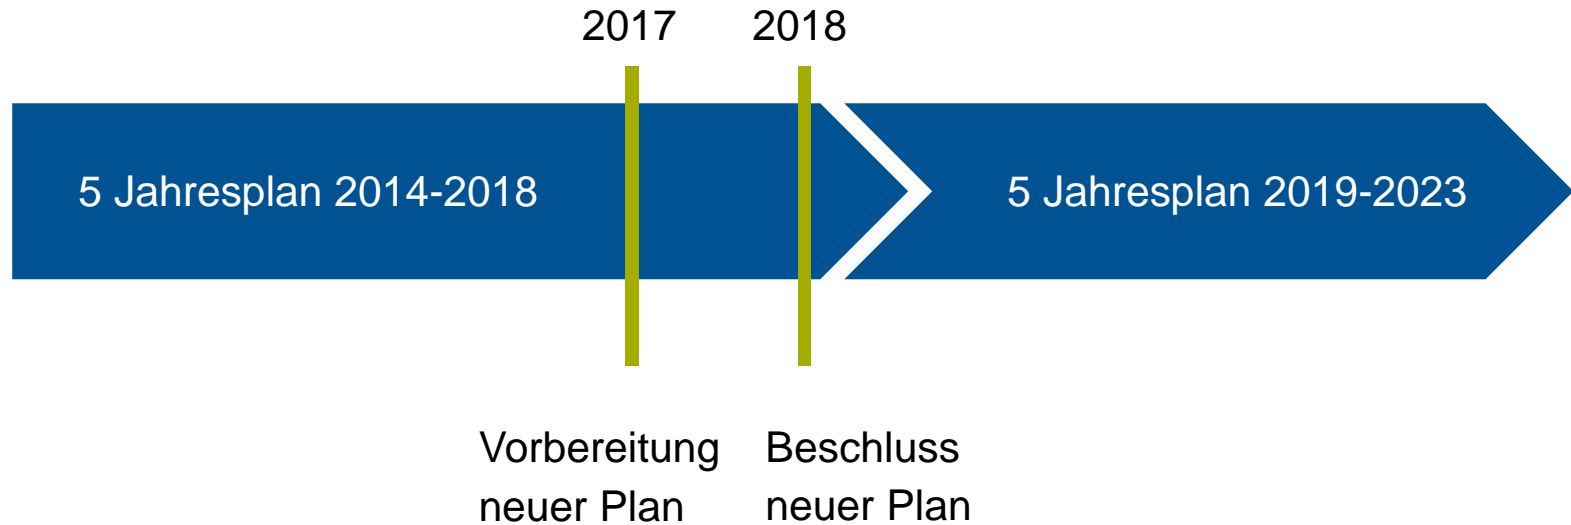 2017
2018
5 Jahresplan 2014-2018
5 Jahresplan 2019-2023
Vorbereitung
neuer Plan
Beschluss
neuer Plan